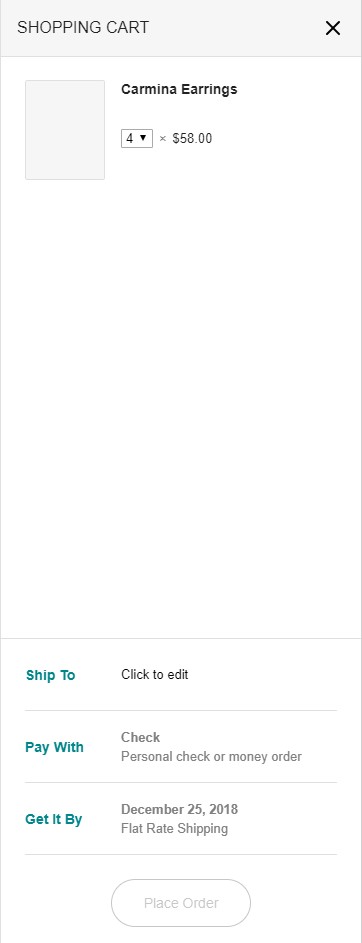 SHOPPING CART
Carmina Earrings
4 × $58.00
Ship To Click to edit
Pay With Check
Personal check or money order
Get It By December 25, 2018
Flat Rate Shipping
Place Order